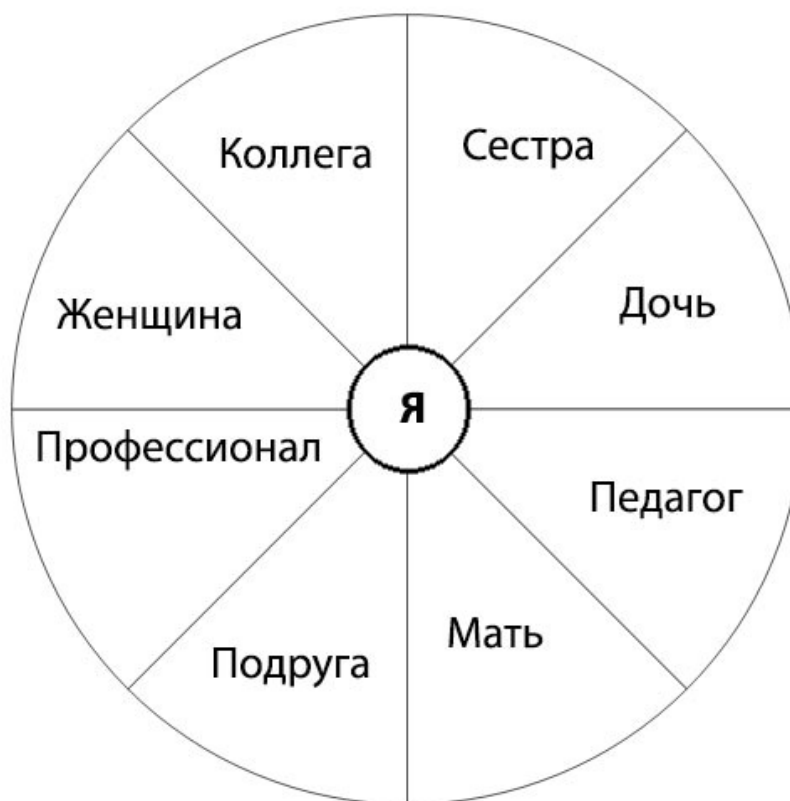 Коллега
Сестра
Женщина
Дочь
Я
Профессионал
Педагог
Подруга
Мать